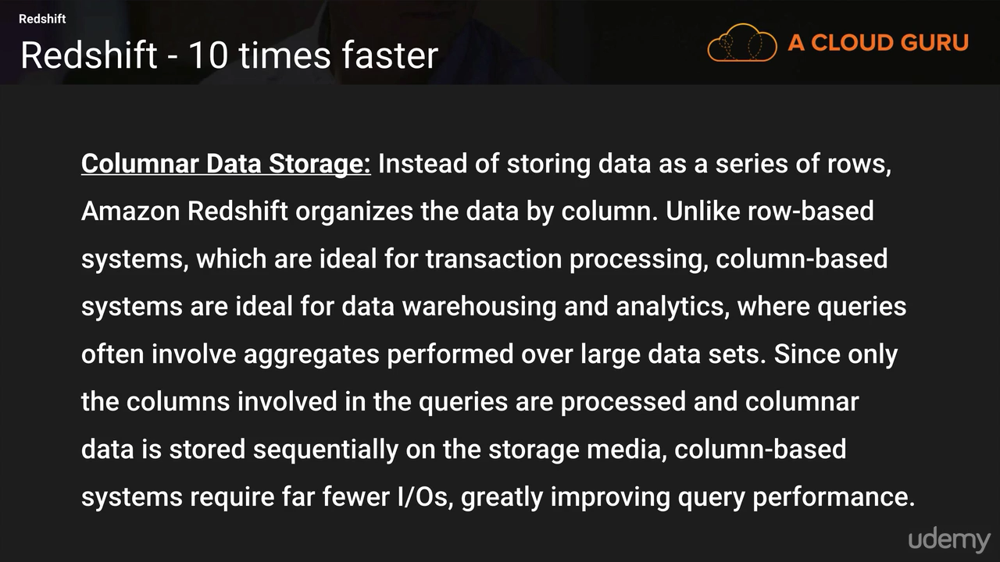 Redshift
Redshift - 10 times faster
A CLOUD GURU
Columnar Data Storage: Instead of storing data as a series of rows,
Amazon Redshift organizes the data by column. Unlike row-based
systems, which are ideal for transaction processing, column-based
systems are ideal for data warehousing and analytics, where queries
often involve aggregates performed over large data sets. Since only
the columns involved in the queries are processed and columnar
data is stored sequentially on the storage media, column-based
systems require far fewer I/Os, greatly improving query performance.
udemy